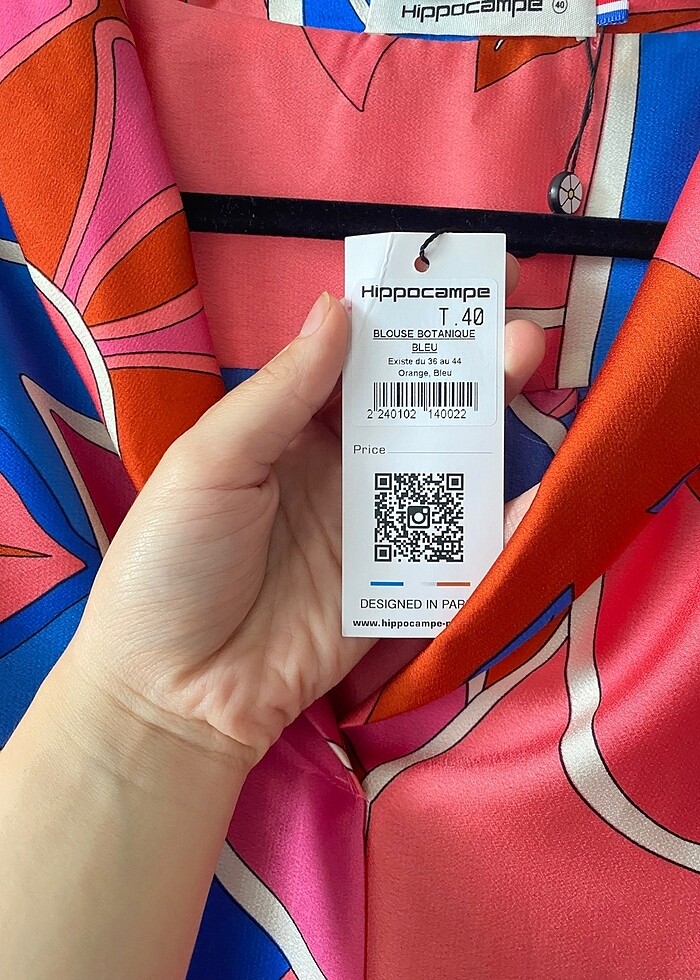 Hippocampe 40
Hippocampe
T.40
BLOUSE BOTANIQUE
BLEU
Existe du 36 au 44
Orange, Bleu
2 240102 140022
Price
DESIGNED IN PAR
www.hippocampe-